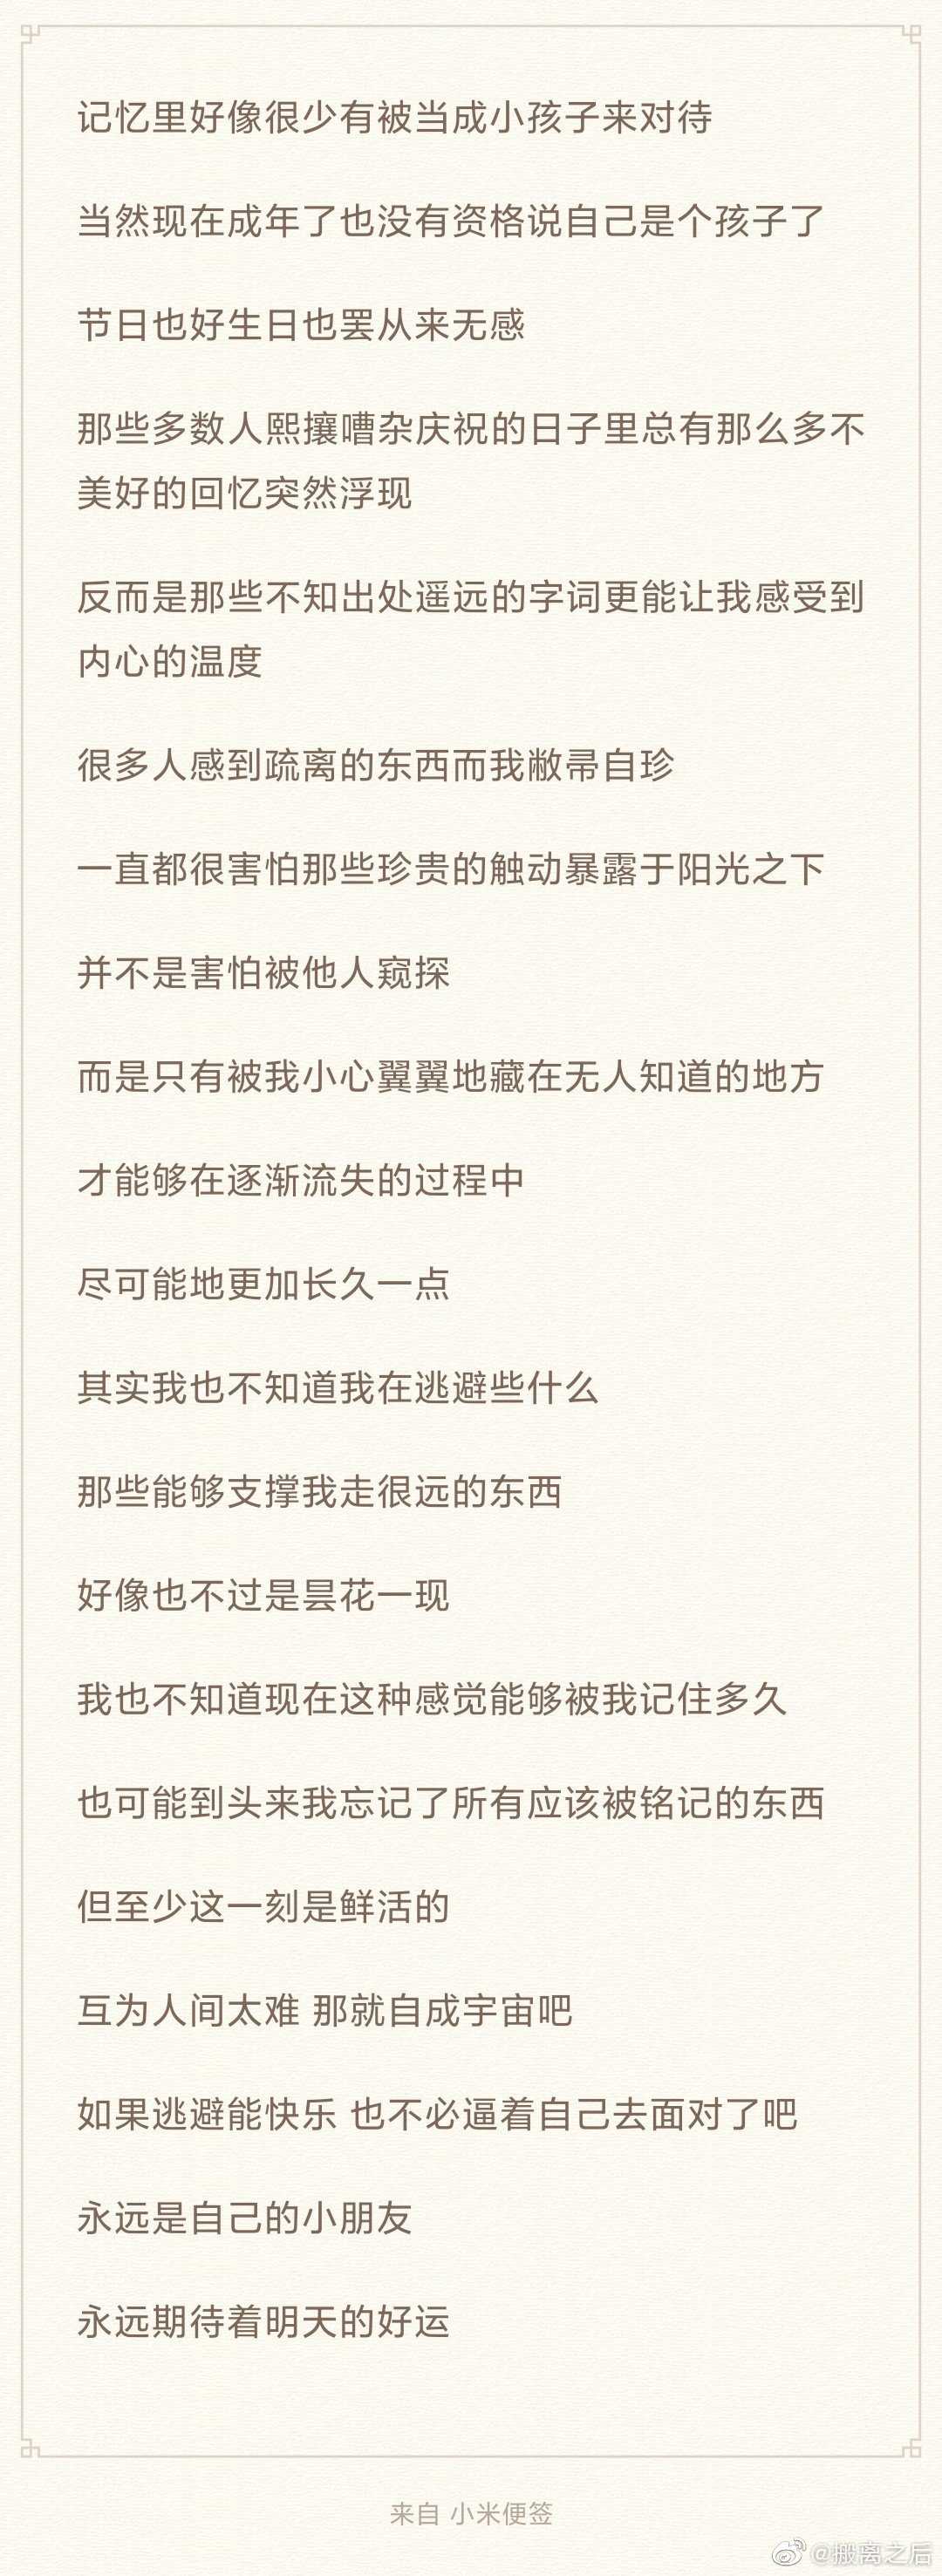 记忆里好像很少有被当成小孩子来对待
当然现在成年了也没有资格说自己是个孩子了
节日也好生日也罢从来无感
那些多数人熙攘嘈杂庆祝的日子里总有那么多不
美好的回忆突然浮现
反而是那些不知出处遥远的字词更能让我感受到
内心的温度
很多人感到疏离的东西而我敝帚自珍
一直都很害怕那些珍贵的触动暴露于阳光之下
并不是害怕被他人窥探
而是只有被我小心翼翼地藏在无人知道的地方
才能够在逐渐流失的过程中
尽可能地更加长久一点
其实我也不知道我在逃避些什么
那些能够支撑我走很远的东西
好像也不过是昙花一现
我也不知道现在这种感觉能够被我记住多久
也可能到头来我忘记了所有应该被铭记的东西
但至少这一刻是鲜活的
互为人间太难 那就自成宇宙吧
如果逃避能快乐 也不必逼着自己去面对了吧
永远是自己的小朋友
永远期待着明天的好运
来自 小米便签
@搬离之后